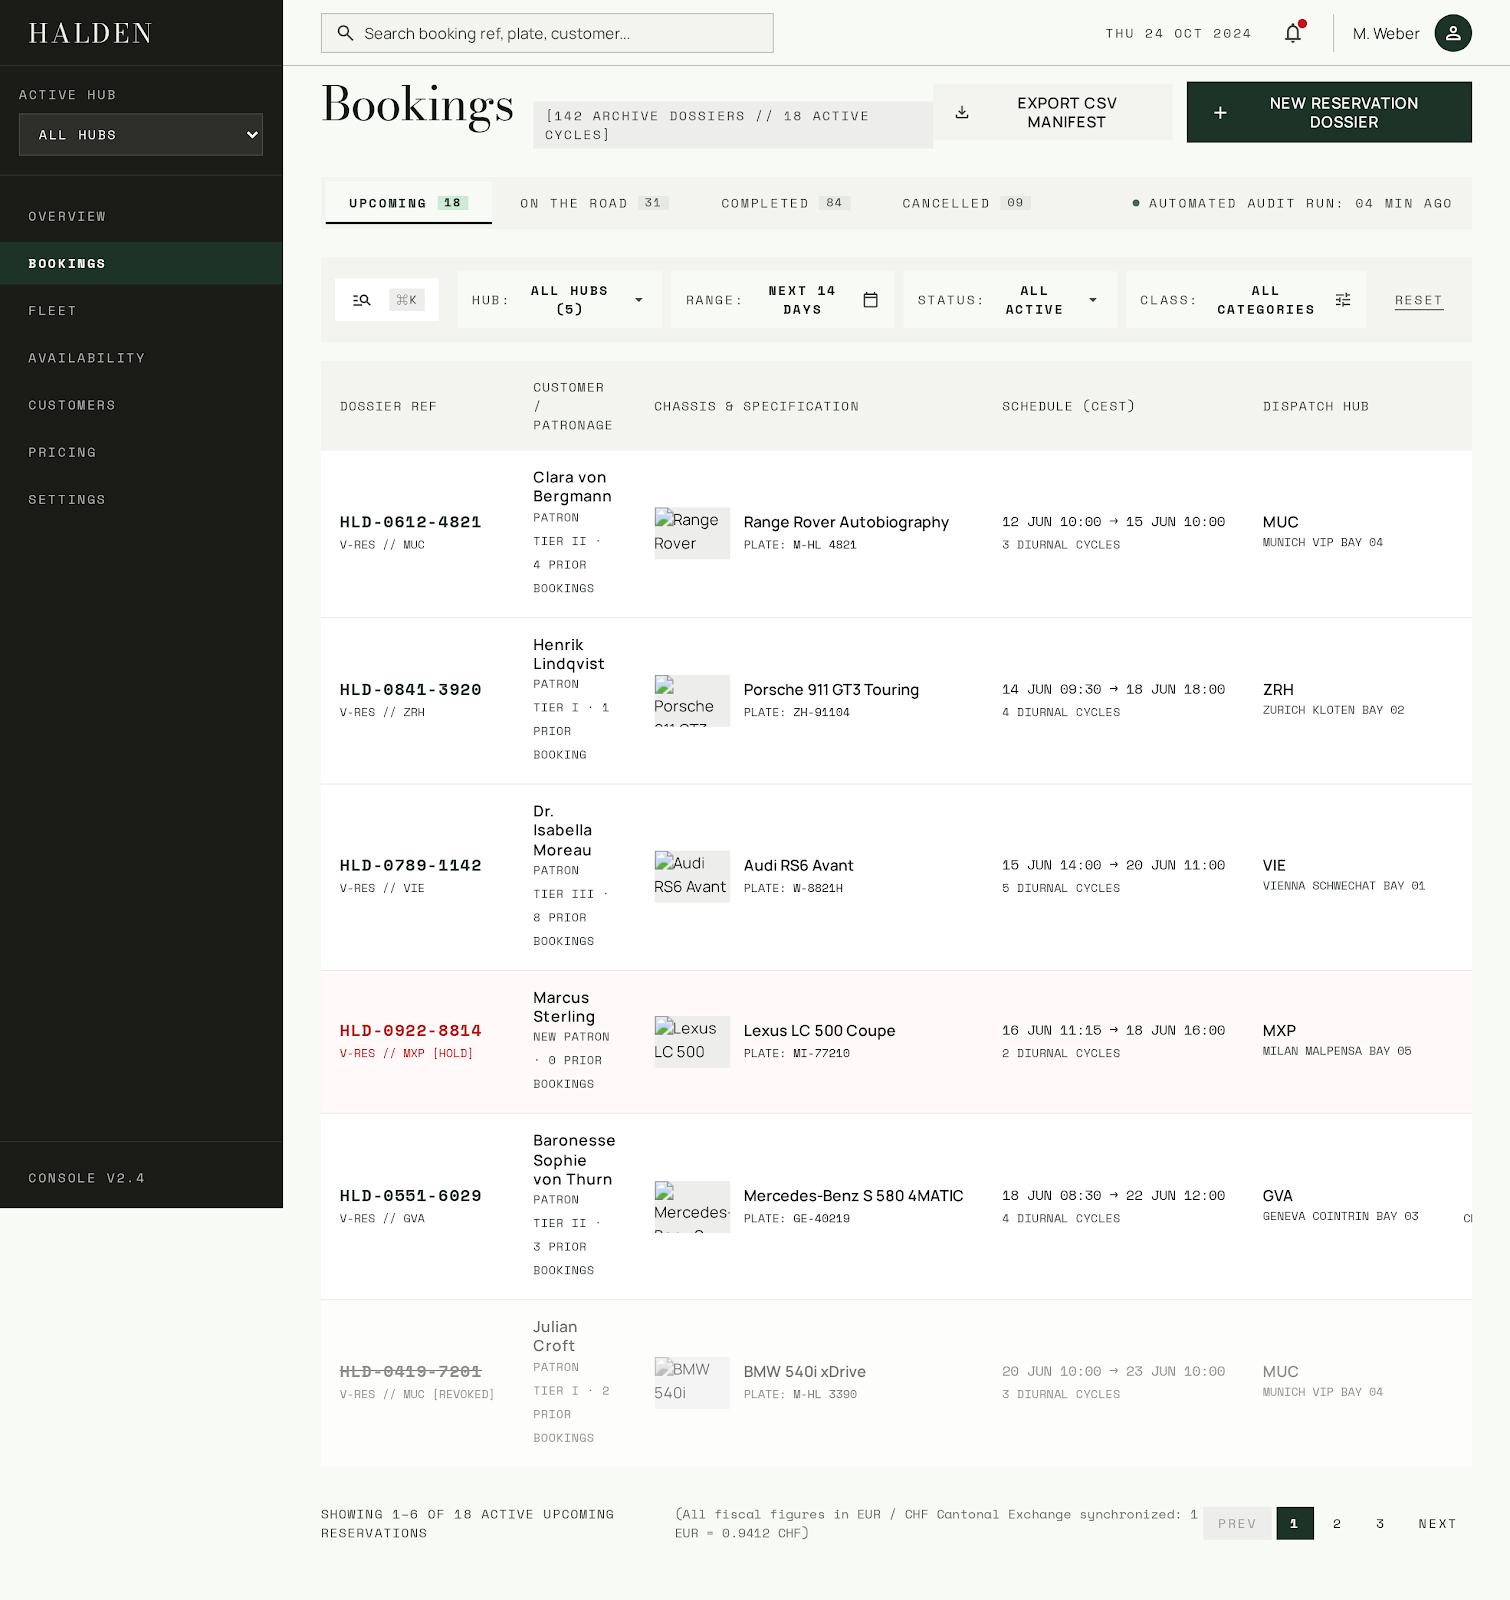 HALDEN
Search booking ref, plate, customer...
THU 24 OCT 2024
M. Weber
ACTIVE HUB
ALL HUBS
OVERVIEW
BOOKINGS
FLEET
AVAILABILITY
CUSTOMERS
PRICING
SETTINGS
CONSOLE V2.4
Bookings
[142 ARCHIVE DOSSIERS // 18 ACTIVE
CYCLES]
EXPORT CSV
MANIFEST
NEW RESERVATION
DOSSIER
UPCOMING 18
ON THE ROAD 31
COMPLETED 84
CANCELLED 09
AUTOMATED AUDIT RUN: 04 MIN AGO
⌘K
HUB: ALL HUBS
(5)
RANGE: NEXT 14
DAYS
STATUS: ALL
ACTIVE
CLASS: ALL
CATEGORIES
RESET
DOSSIER REF
CUSTOMER
/
PATRONAGE
CHASSIS & SPECIFICATION
SCHEDULE (CEST)
DISPATCH HUB
HLD-0612-4821
V-RES // MUC
Clara von
Bergmann
PATRON
TIER II ·
4 PRIOR
BOOKINGS
Range
Rover
Range Rover Autobiography
PLATE: M-HL 4821
12 JUN 10:00 → 15 JUN 10:00
3 DIURNAL CYCLES
MUC
MUNICH VIP BAY 04
HLD-0841-3920
V-RES // ZRH
Henrik
Lindqvist
PATRON
TIER I · 1
PRIOR
BOOKING
Porsche
911 GT3
Porsche 911 GT3 Touring
PLATE: ZH-91104
14 JUN 09:30 → 18 JUN 18:00
4 DIURNAL CYCLES
ZRH
ZURICH KLOTEN BAY 02
HLD-0789-1142
V-RES // VIE
Dr.
Isabella
Moreau
PATRON
TIER III ·
8 PRIOR
BOOKINGS
Audi
RS6 Avant
Audi RS6 Avant
PLATE: W-8821H
15 JUN 14:00 → 20 JUN 11:00
5 DIURNAL CYCLES
VIE
VIENNA SCHWECHAT BAY 01
HLD-0922-8814
V-RES // MXP [HOLD]
Marcus
Sterling
NEW PATRON
· 0 PRIOR
BOOKINGS
Lexus
LC 500
Lexus LC 500 Coupe
PLATE: MI-77210
16 JUN 11:15 → 18 JUN 16:00
2 DIURNAL CYCLES
MXP
MILAN MALPENSA BAY 05
HLD-0551-6029
V-RES // GVA
Baronesse
Sophie
von Thurn
PATRON
TIER II ·
3 PRIOR
BOOKINGS
Mercedes-
Mercedes-Benz S 580 4MATIC
PLATE: GE-40219
18 JUN 08:30 → 22 JUN 12:00
4 DIURNAL CYCLES
GVA
GENEVA COINTRIN BAY 03
HLD-0419-7201
V-RES // MUC [REVOKED]
Julian
Croft
PATRON
TIER I · 2
PRIOR
BOOKINGS
BMW
540i
BMW 540i xDrive
PLATE: M-HL 3390
20 JUN 10:00 → 23 JUN 10:00
3 DIURNAL CYCLES
MUC
MUNICH VIP BAY 04
SHOWING 1–6 OF 18 ACTIVE UPCOMING
RESERVATIONS
(All fiscal figures in EUR / CHF Cantonal Exchange synchronized: 1
EUR = 0.9412 CHF)
PREV
1
2
3
NEXT